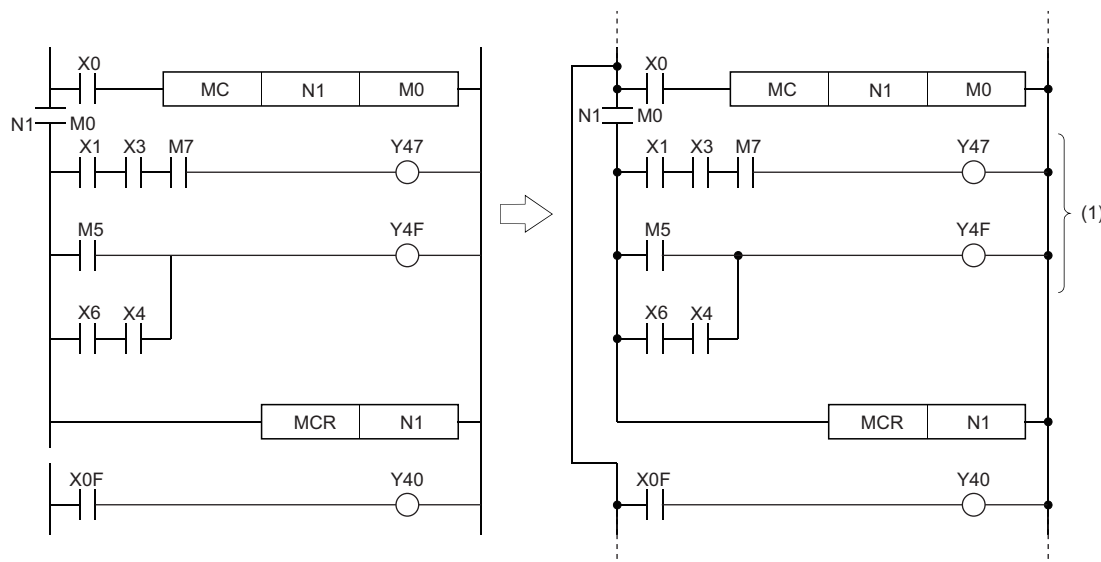 X0
MC N1 M0
N1 M0
X1 X3 M7 Y47
M5 Y4F
X6 X4
MCR N1
X0F Y40
X0
MC N1 M0
N1 M0
X1 X3 M7 Y47
(1)
M5 Y4F
X6 X4
MCR N1
X0F Y40